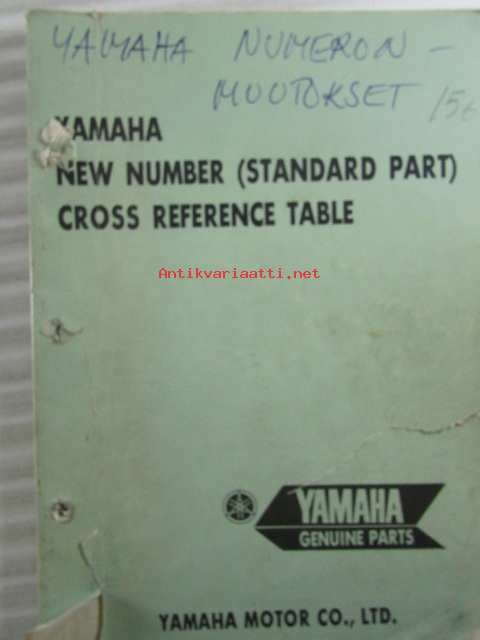 YAMAHA NUMERON -
MUUTOKSET
YAMAHA
NEW NUMBER (STANDARD PART)
CROSS REFERENCE TABLE
Antikvariaatti.net
YAMAHA
GENUINE PARTS
YAMAHA MOTOR CO., LTD.